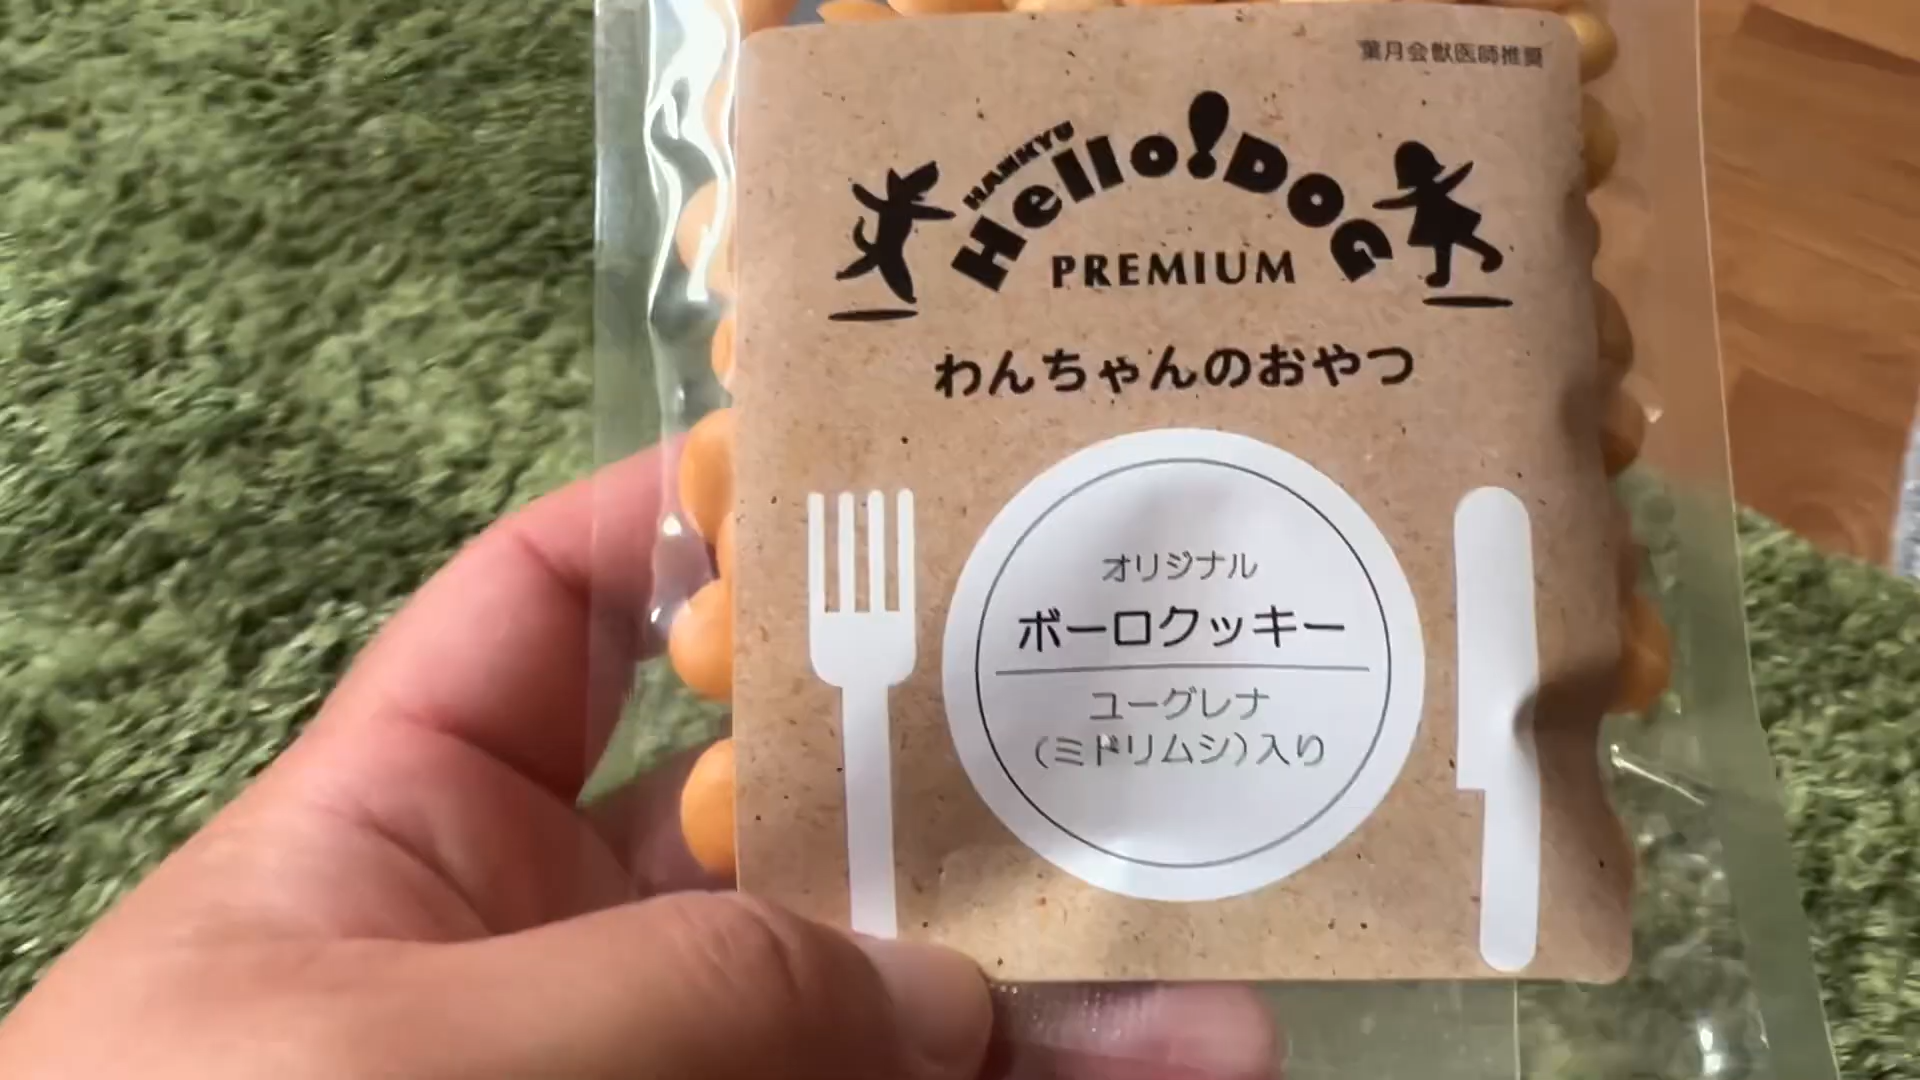 葉月会獣医師推奨
HANKYU
Hello!DOG
PREMIUM
わんちゃんのおやつ
オリジナル
ボーロクッキー
ユーグレナ
(ミドリムシ)入り